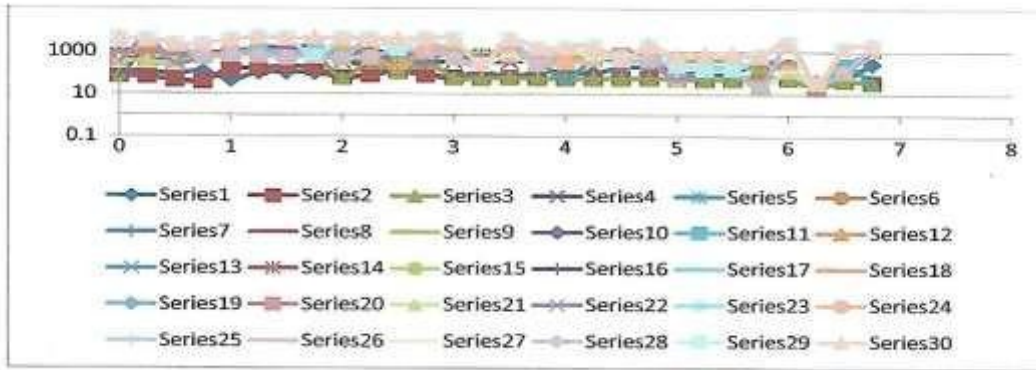 1000
10
0.1
0 1 2 3 4 5 6 7 8
Series1 Series2 Series3 Series4 Series5 Series6
Series7 Series8 Series9 Series10 Series11 Series12
Series13 Series14 Series15 Series16 Series17 Series18
Series19 Series20 Series21 Series22 Series23 Series24
Series25 Series26 Series27 Series28 Series29 Series30